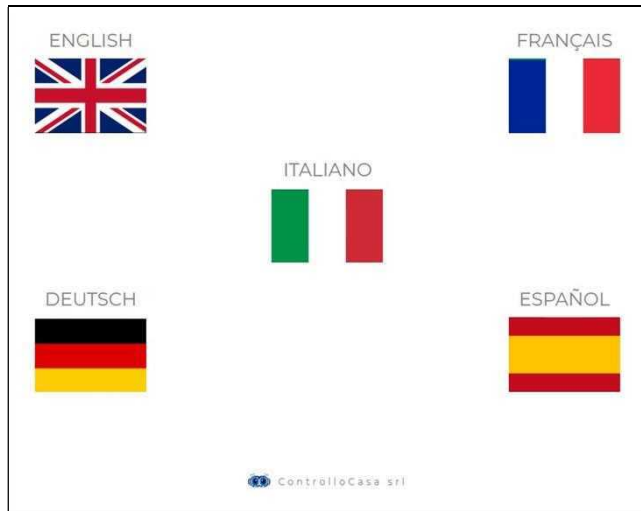 ENGLISH
FRANÇAIS
ITALIANO
DEUTSCH
ESPAÑOL
ControlloCasa srl